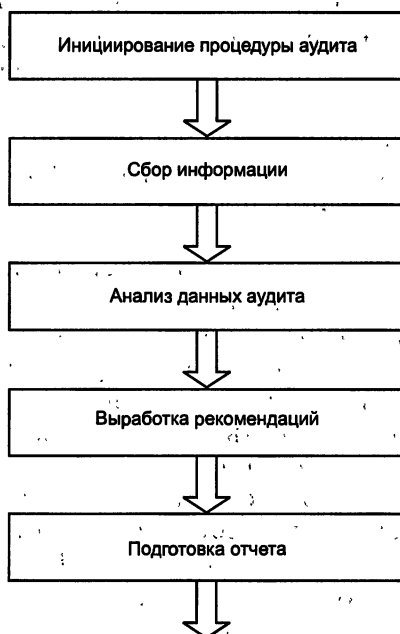 Инициирование процедуры аудита
Сбор информации
Анализ данных аудита
Выработка рекомендаций
Подготовка отчета